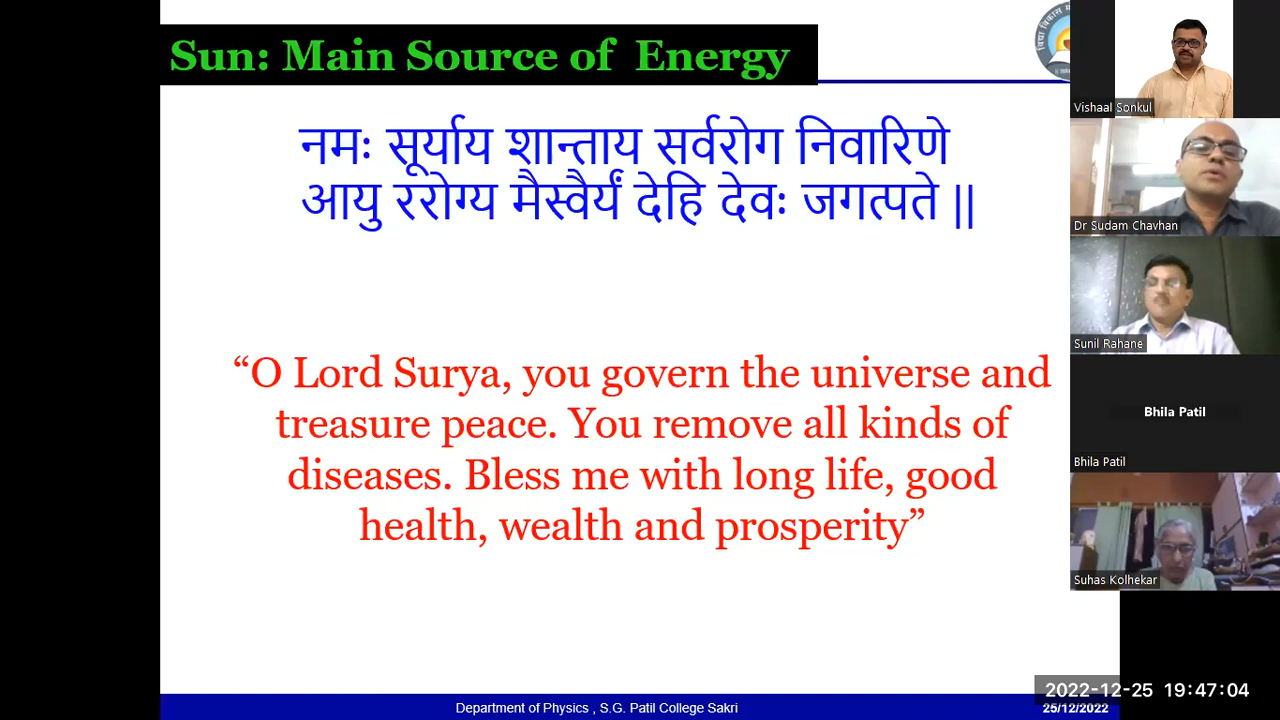 Sun: Main Source of Energy
नमः सूर्याय शान्ताय सर्वरोग निवारिणे
आयु ररोग्य मैस्वैर्यं देहि देवः जगत्पते ||
“O Lord Surya, you govern the universe and
treasure peace. You remove all kinds of
diseases. Bless me with long life, good
health, wealth and prosperity”
Department of Physics , S.G. Patil College Sakri
25/12/2022
Vishaal Sonkul
Dr Sudam Chavhan
Sunil Rahane
Bhila Patil
Bhila Patil
Suhas Kolhekar
2022-12-25 19:47:04